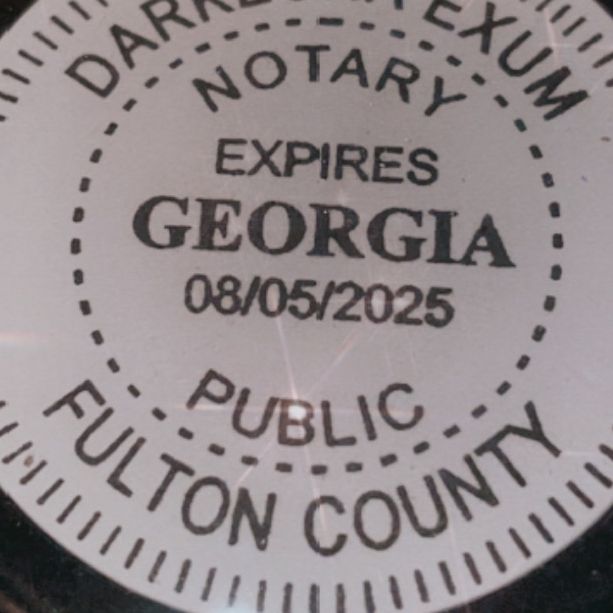 EXUM
NOTARY
EXPIRES
GEORGIA
08/05/2025
PUBLIC
FULTON COUNTY